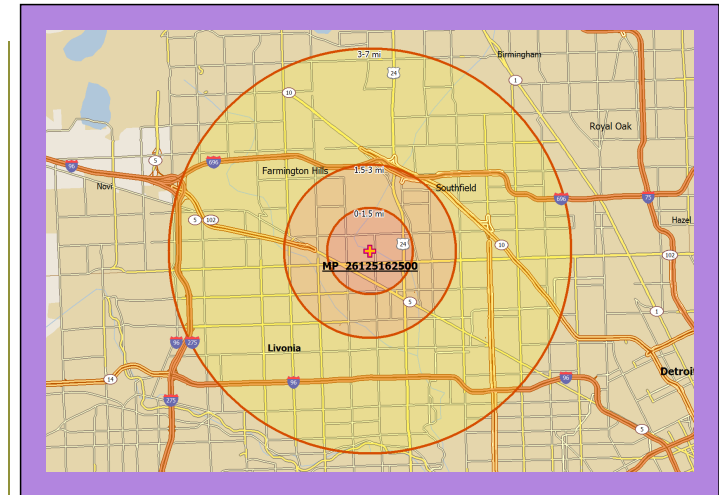 3-7 mi
Birmingham
24
1
10
Royal Oak
5
696
96
Farmington Hills
1.5-3 mi
Novi
Southfield
696
75
0-1.5 mi
5
102
Hazel
24
10
102
MP_26125162500
5
1
96
275
Livonia
Detroi
14
96
96
275
5